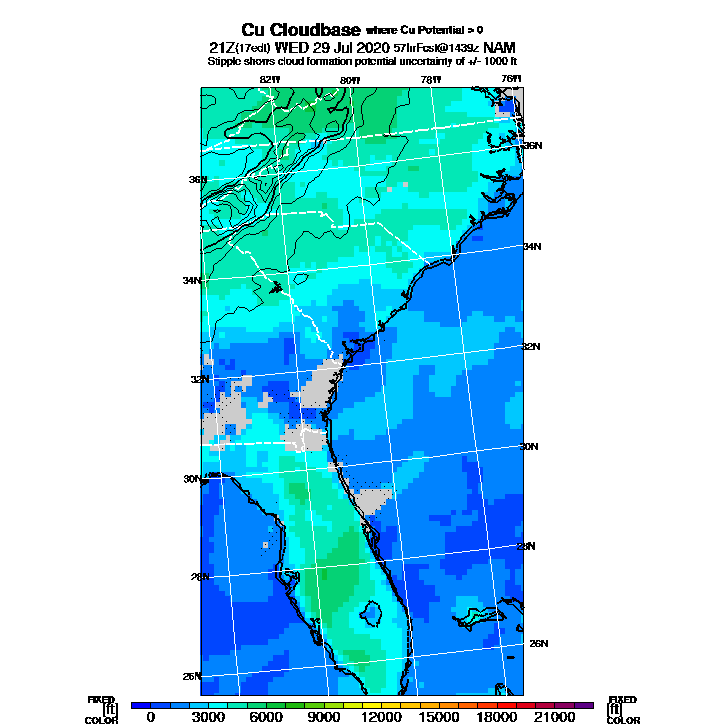 Cu Cloudbase where Cu Potential > 0
21Z(17edt) WED 29 Jul 2020 57hrFcst@1439z NAM
Stipple shows cloud formation potential uncertainty of +/- 1000 ft
82W 80W 78W 76W
36N
36N
34N
34N
32N
32N
30N
30N
28N
28N
26N
26N
FIXED FIXED
[ft] [ft]
COLOR COLOR
0 3000 6000 9000 12000 15000 18000 21000